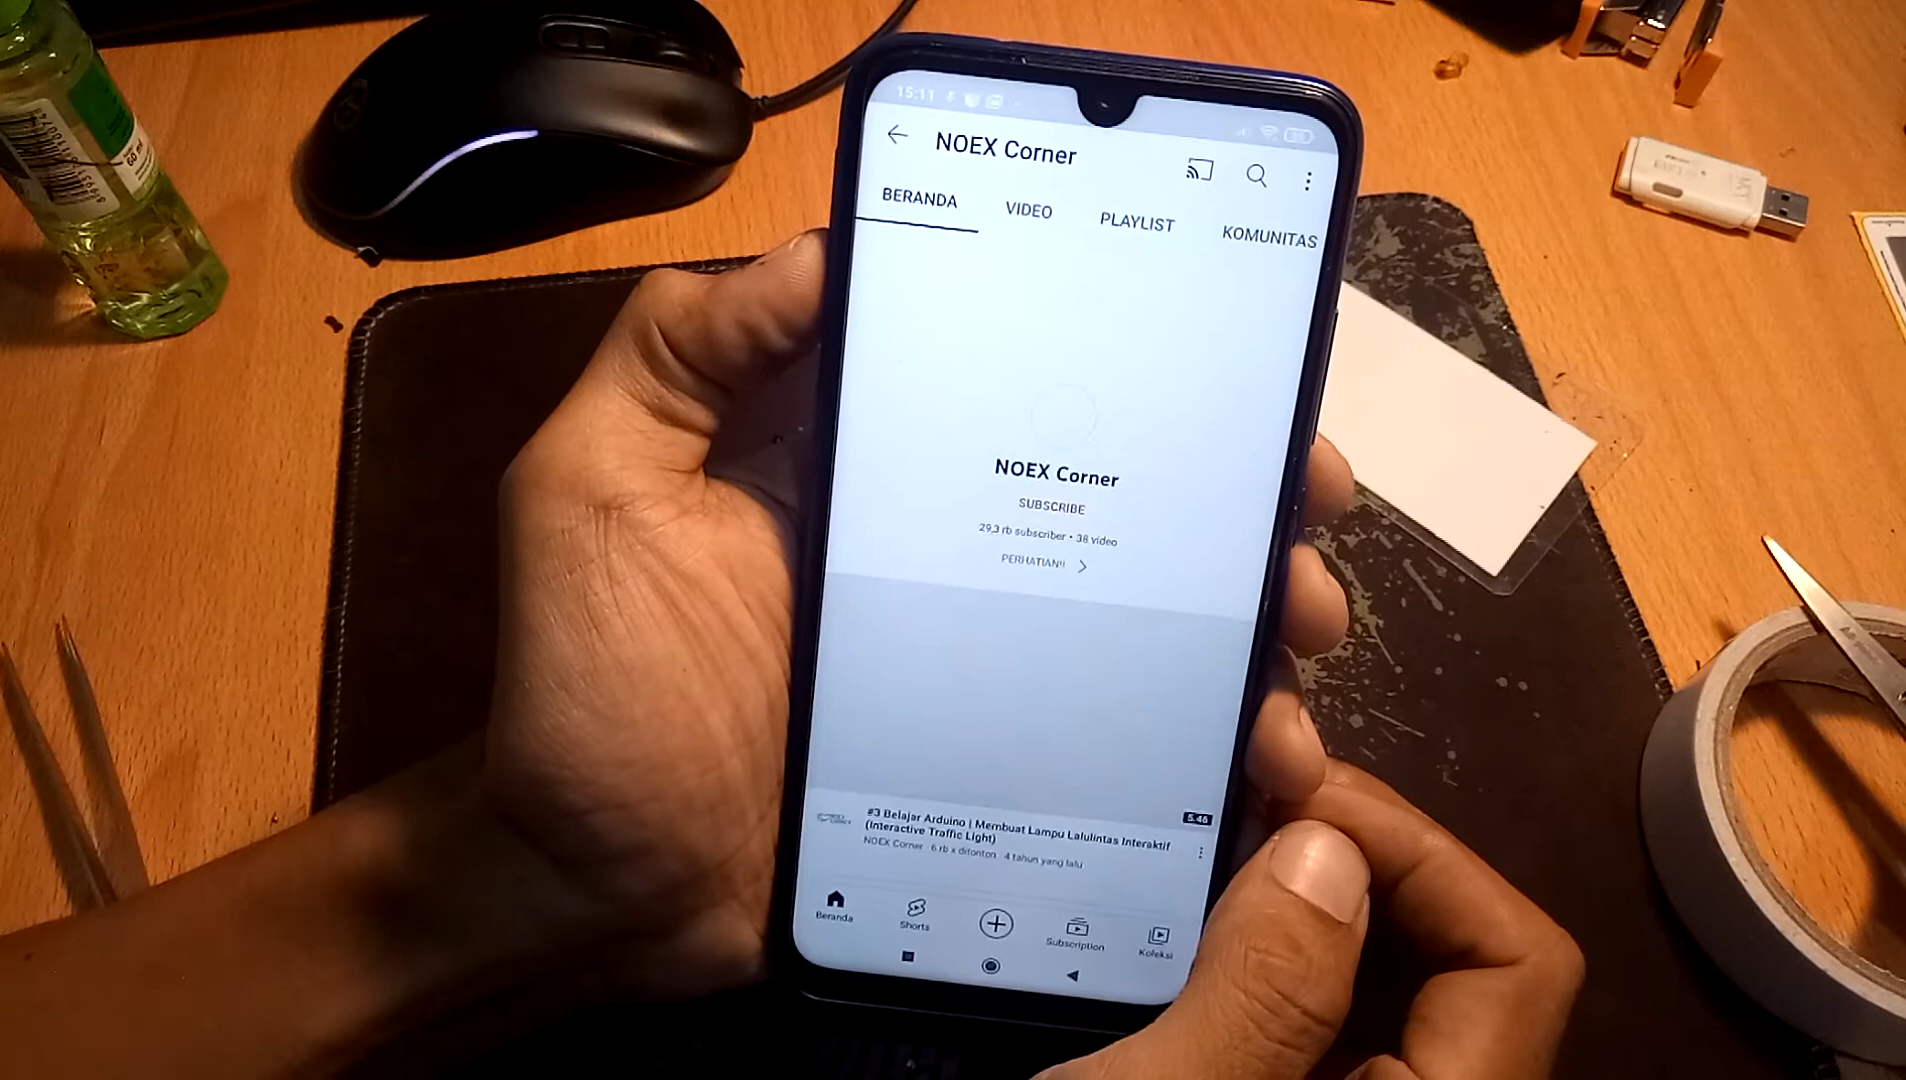 15:11
NOEX Corner
BERANDA
VIDEO
PLAYLIST
KOMUNITAS
NOEX Corner
SUBSCRIBE
29,3 rb subscriber • 38 video
PERHATIAN!!
5.46
#3 Belajar Arduino | Membuat Lampu Lalulintas Interaktif
(Interactive Traffic Light)
NOEX Corner · 6 rb x ditonton · 4 tahun yang lalu
Beranda
Shorts
Subscription
Koleksi
60 ml